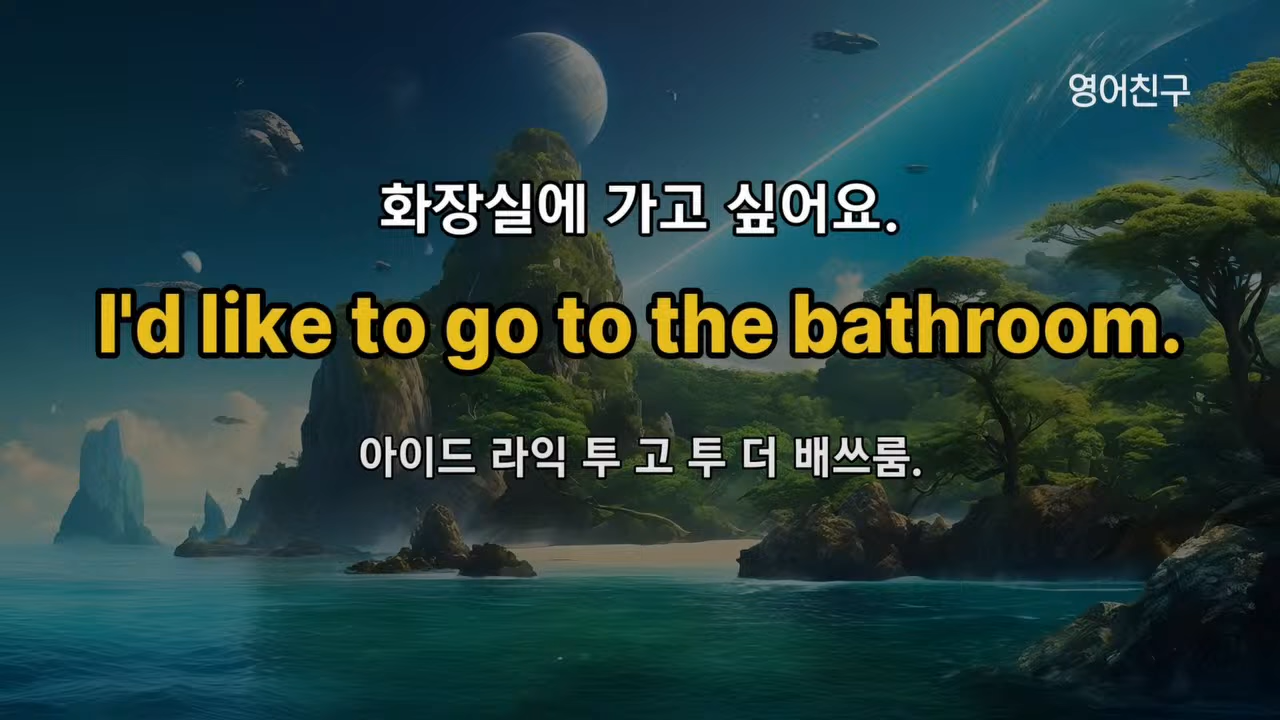 영어친구
화장실에 가고 싶어요.
I'd like to go to the bathroom.
아이드 라익 투 고 투 더 배쓰룸.